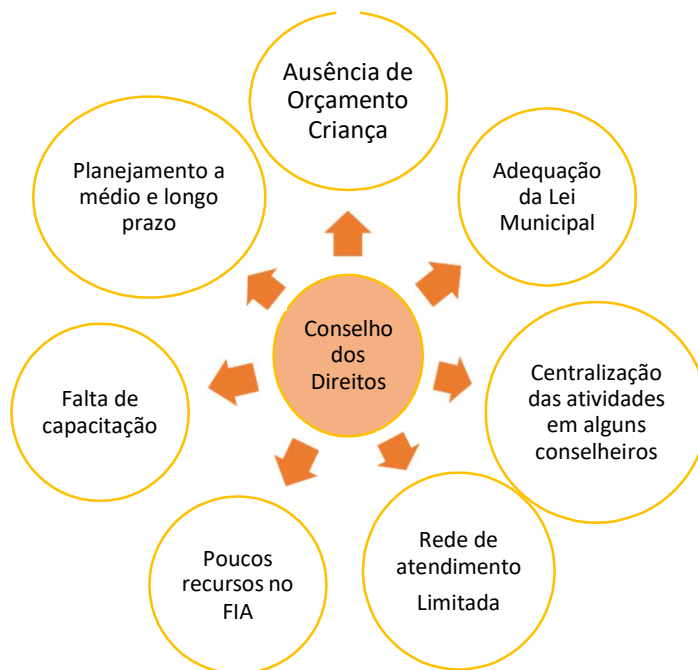 Ausência de
Orçamento
Criança
Adequação
da Lei
Municipal
Centralização
das atividades
em alguns
conselheiros
Rede de
atendimento
Limitada
Poucos
recursos no
FIA
Falta de
capacitação
Planejamento a
médio e longo
prazo
Conselho
dos
Direitos